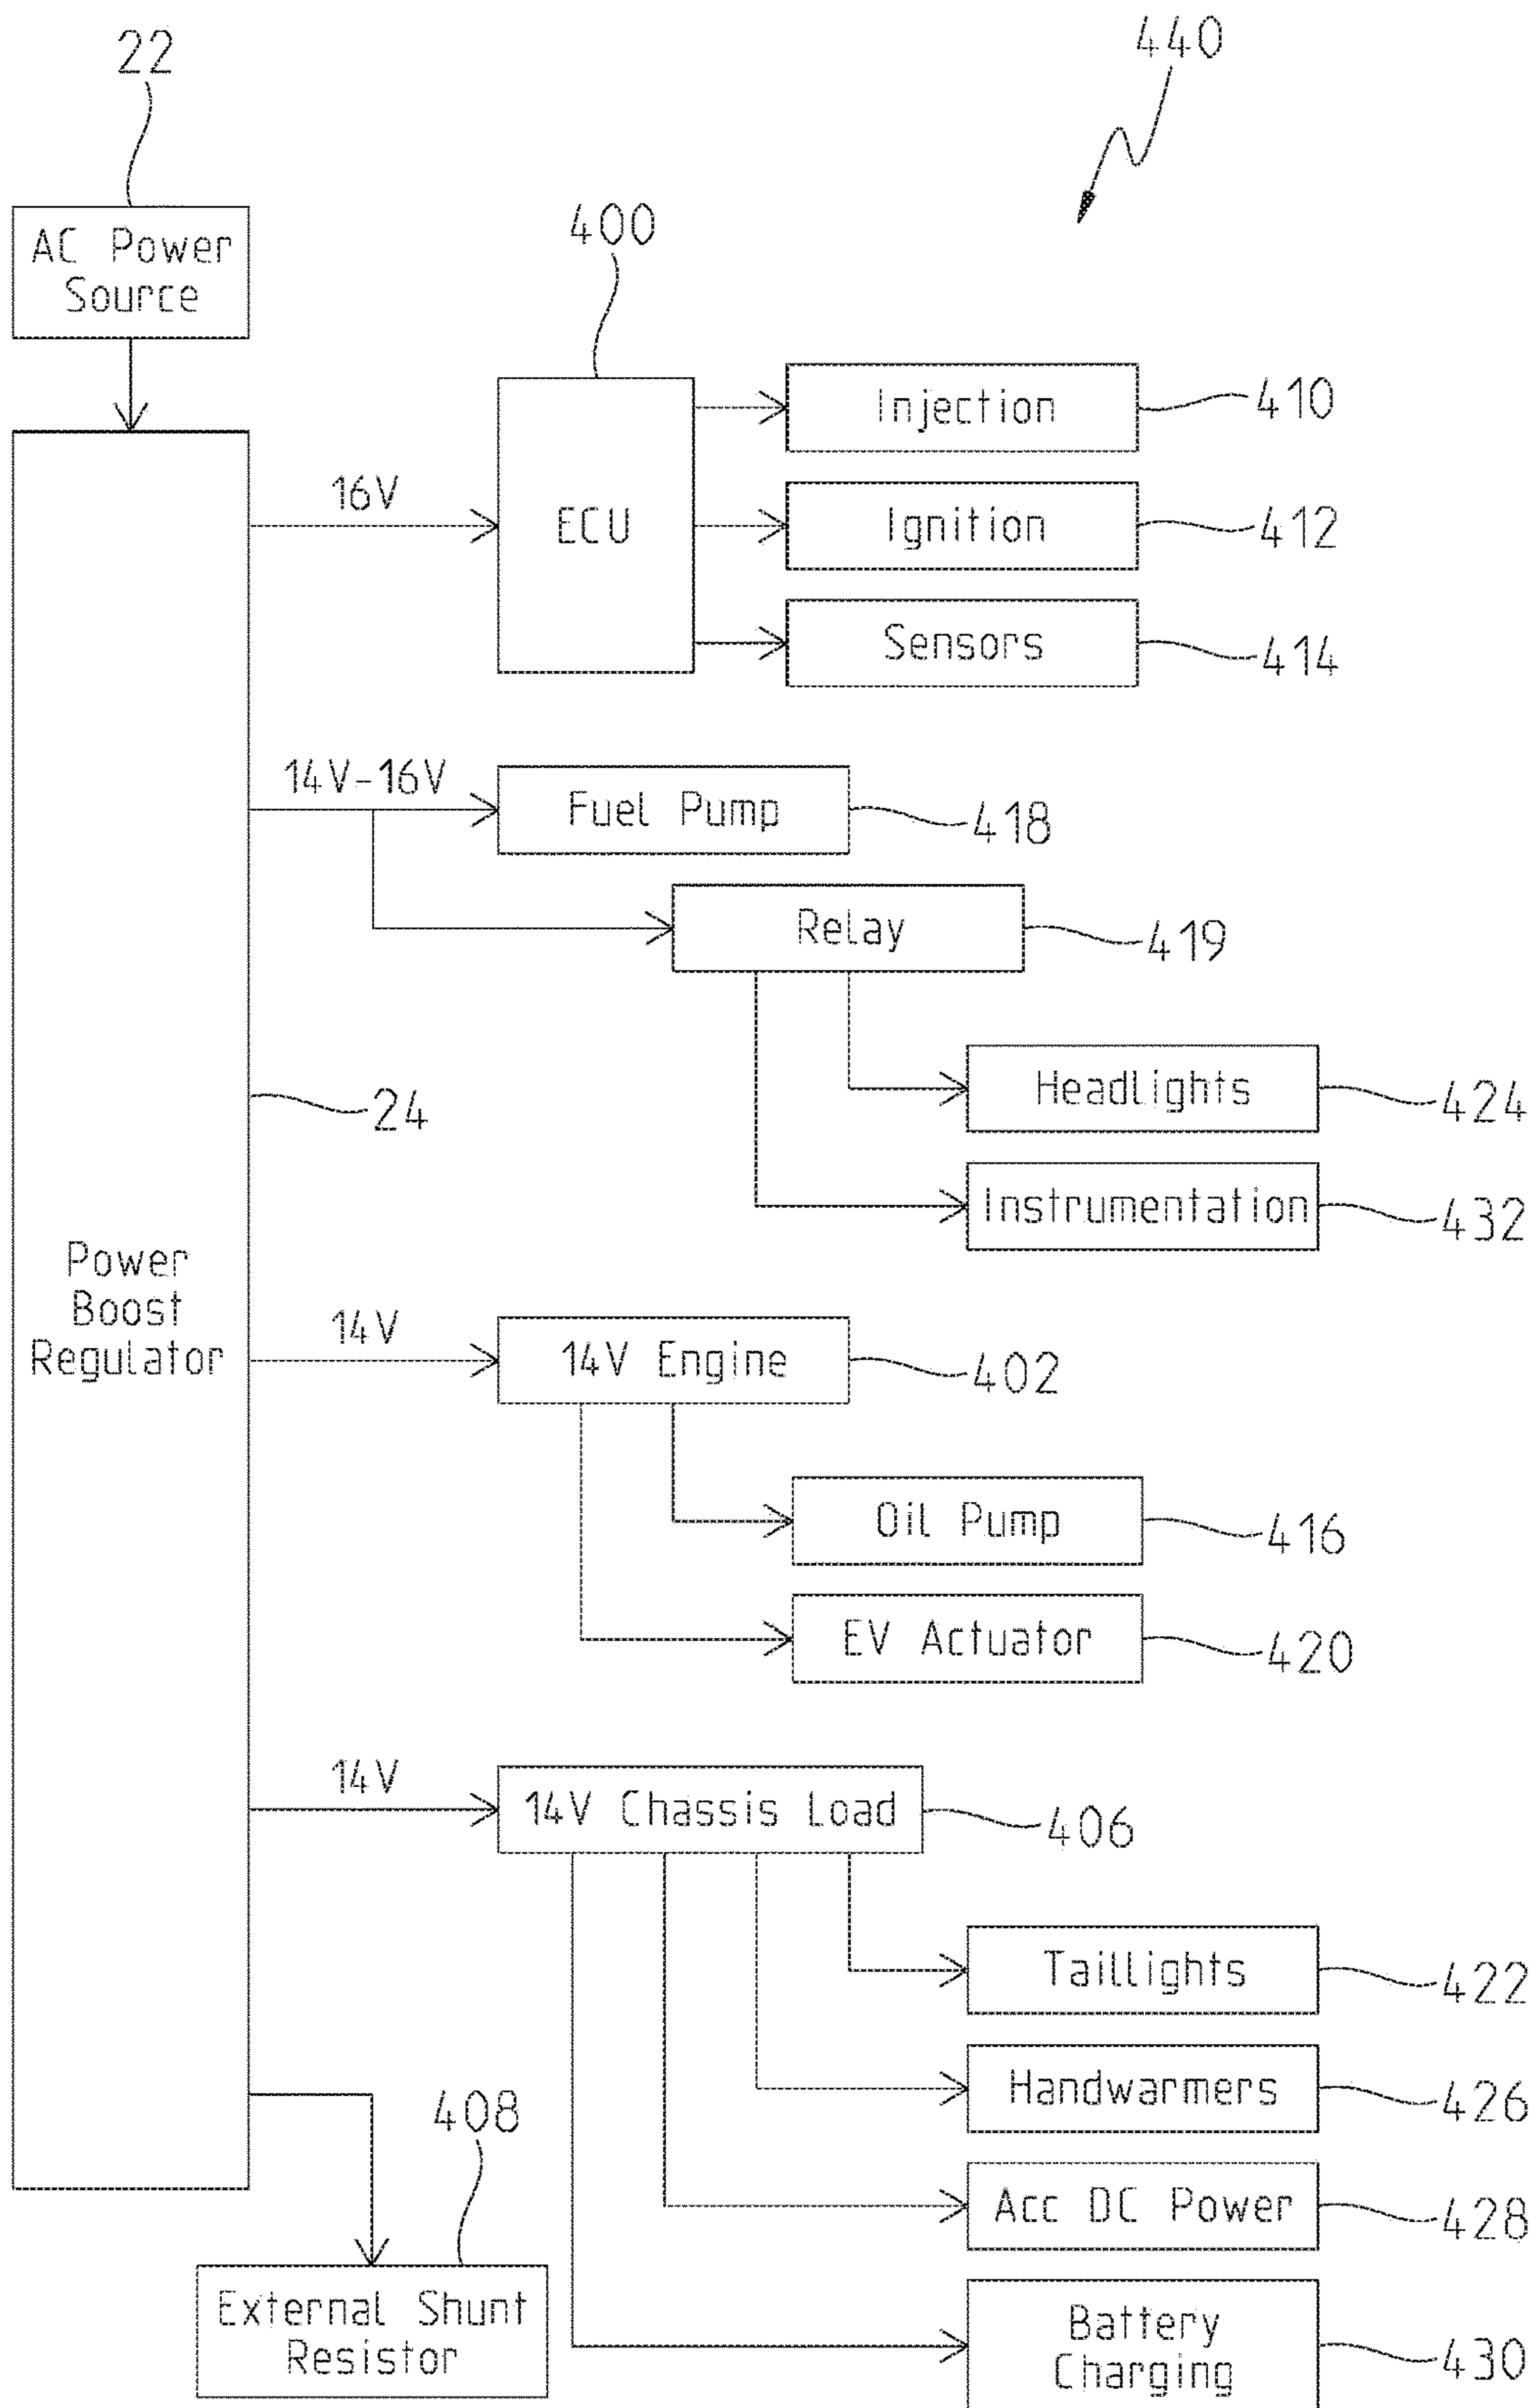 22
440
AC Power
Source
400
Injection
410
16V
ECU
Ignition
412
Sensors
414
14V-16V
Fuel Pump
418
Relay
419
Headlights
424
24
Instrumentation
432
Power
Boost
Regulator
14V
14V Engine
402
Oil Pump
416
EV Actuator
420
14V
14V Chassis Load
406
Taillights
422
Handwarmers
426
408
Acc DC Power
428
External Shunt
Resistor
Battery
Charging
430